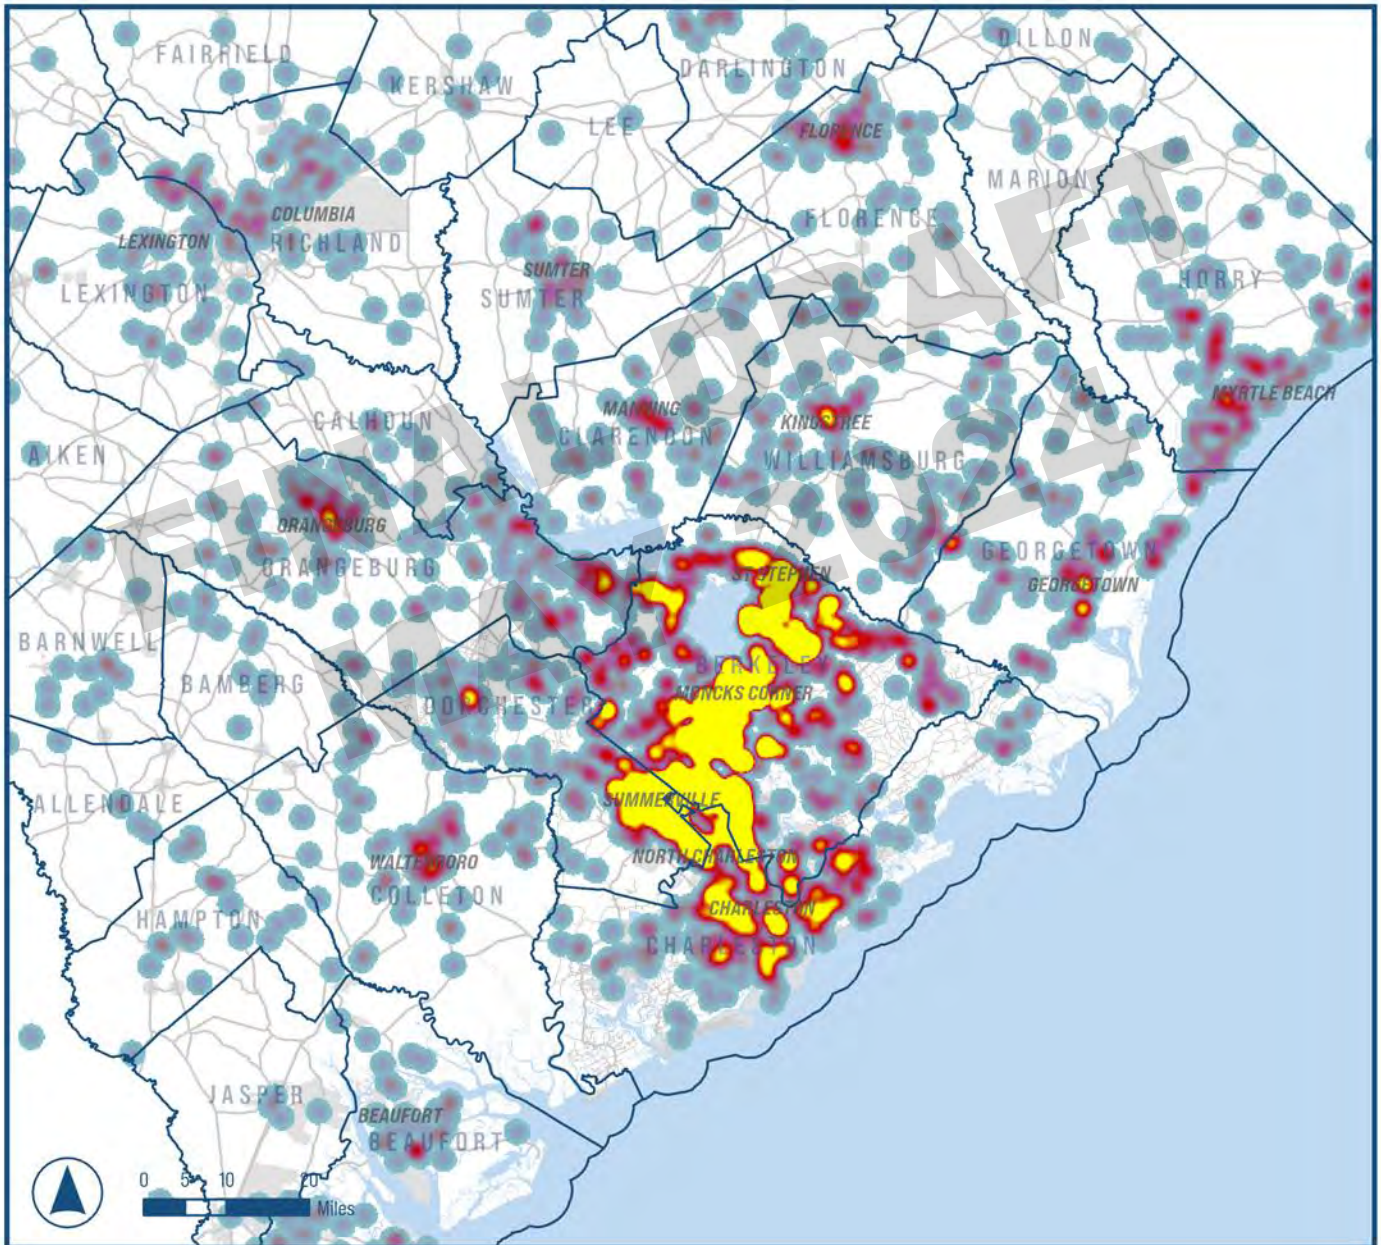 DILLON
FAIRFIELD
DARLINGTON
KERSHAW
LEE
FLORENCE
MARION
COLUMBIA
FLORENCE
LEXINGTON
RICHLAND
SUMTER
HORRY
LEXINGTON
SUMTER
MYRTLE BEACH
MANNING
KINGSTREE
CALHOUN
CLARENDON
AIKEN
WILLIAMSBURG
ORANGEBURG
GEORGETOWN
ORANGEBURG
ST STEPHEN
GEORGETOWN
BARNWELL
BERKELEY
BAMBERG
MONCKS CORNER
DORCHESTER
ALLENDALE
SUMMERVILLE
WALTERBORO
NORTH CHARLESTON
COLLETON
HAMPTON
CHARLESTON
CHARLESTON
JASPER
BEAUFORT
BEAUFORT
0 5 10 20
Miles
FINAL DRAFT
MAY 2024